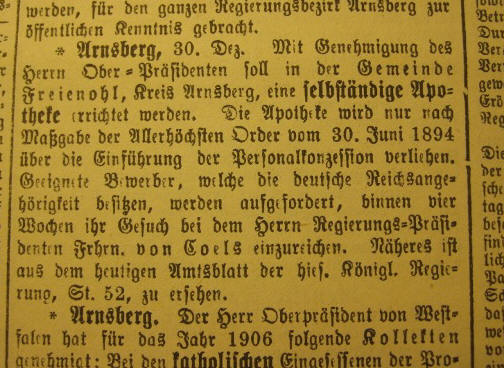 werden, für den ganzen Regierungsbezirk Arnsberg zur
öffentlichen Kenntnis gebracht.
* Arnsberg, 30. Dez. Mit Genehmigung des
Herrn Ober-Präsidenten soll in der Gemeinde
Freienohl, Kreis Arnsberg, eine selbständige Apo-
theke errichtet werden. Die Apotheke wird nur nach
Maßgabe der Allerhöchsten Order vom 30. Juni 1894
über die Einführung der Personalkonzession verliehen.
Geeignete Bewerber, welche die deutsche Reichsange-
hörigkeit besitzen, werden aufgefordert, binnen vier
Wochen ihr Gesuch bei dem Herrn Regierungs-Präsi-
denten Frhrn. von Coels einzureichen. Näheres ist
aus dem heutigen Amtsblatt der hies. Königl. Regie-
rung, St. 52, zu ersehen.
* Arnsberg. Der Herr Oberpräsident von West-
falen hat für das Jahr 1906 folgende Kollekten
genehmigt: Bei den katholischen Eingesessenen der Pro-